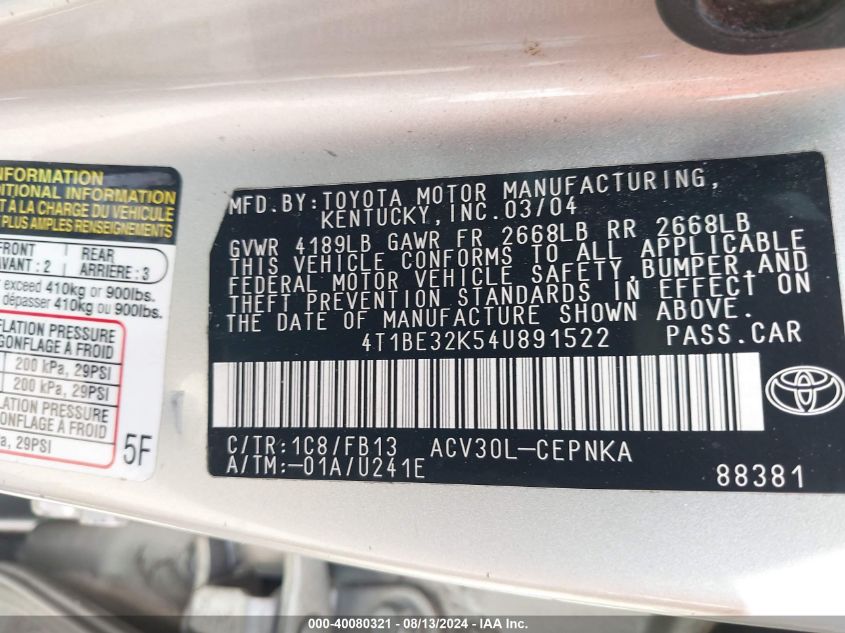 INFORMATION
DITIONAL INFORMATION
T A LA CHARGE DU VEHICULE
PLUS AMPLES RENSEIGNEMENTS
FRONT
AVANT : 2
REAR
ARRIERE : 3
exceed 410kg or 900lbs.
dépasser 410kg ou 900lbs.
FLATION PRESSURE
GONFLAGE A FROID
200 kPa, 29PSI
200 kPa, 29PSI
LATION PRESSURE
GONFLAGE À FROID
29PSI
5F
MFD.BY:TOYOTA MOTOR MANUFACTURING,
KENTUCKY,INC.03/04
GVWR 4189LB GAWR FR 2668LB RR 2668LB
THIS VEHICLE CONFORMS TO ALL APPLICABLE
FEDERAL MOTOR VEHICLE SAFETY,BUMPER,AND
THEFT PREVENTION STANDARDS IN EFFECT ON
THE DATE OF MANUFACTURE SHOWN ABOVE.
4T1BE32K54U891522 PASS.CAR
C/TR:1C8/FB13 ACV30L-CEPNKA
A/TM:-01A/U241E
88381
000-40080321 - 08/13/2024 - IAA Inc.